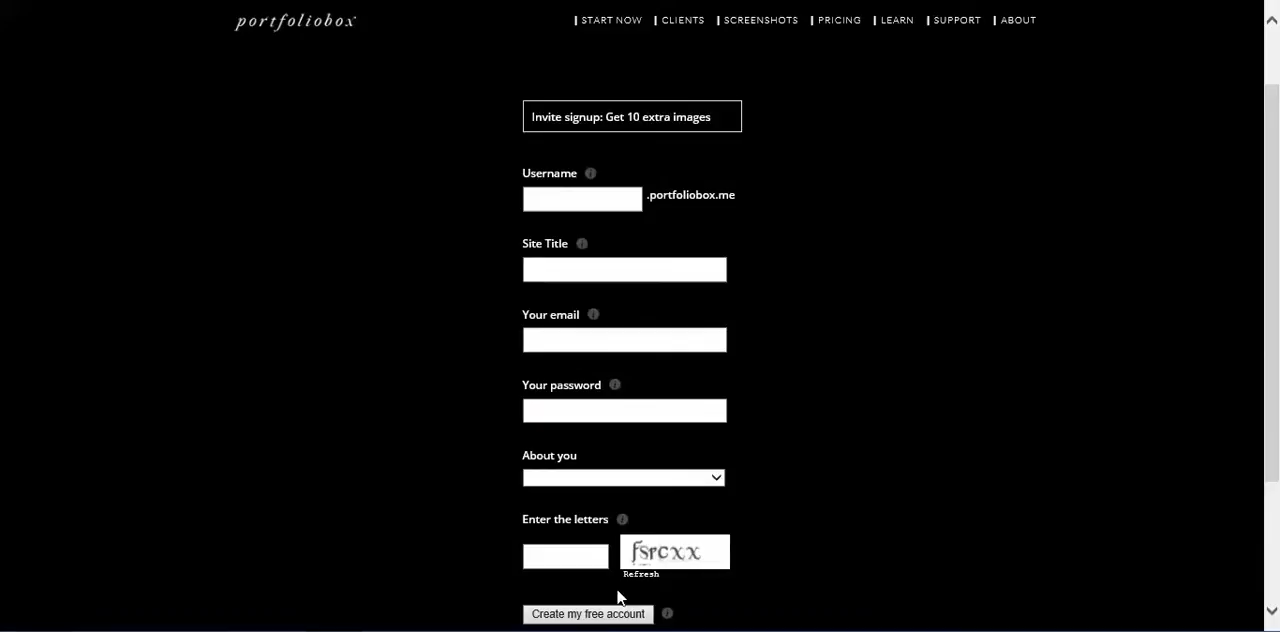 portfoliobox
START NOW CLIENTS SCREENSHOTS PRICING LEARN SUPPORT ABOUT
Invite signup: Get 10 extra images
Username
.portfoliobox.me
Site Title
Your email
Your password
About you
Enter the letters
fsrcxx
Refresh
Create my free account